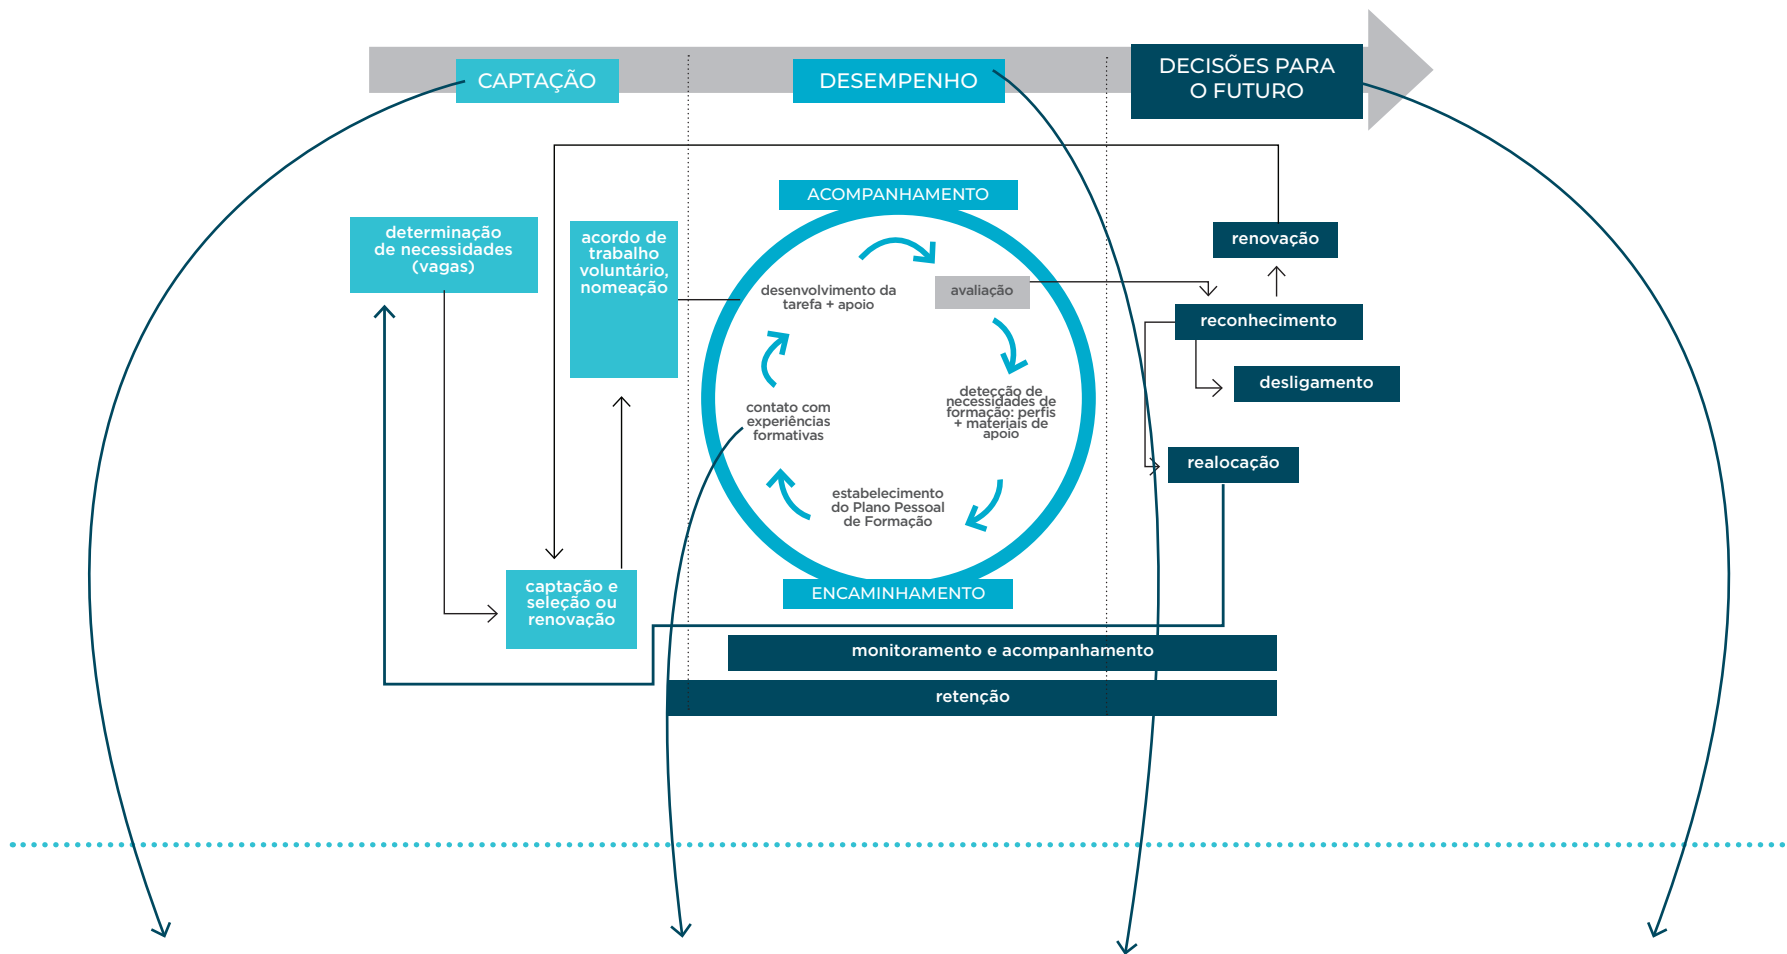 CAPTAÇÃO
DESEMPENHO
DECISÕES PARA
O FUTURO
determinação
de necessidades
(vagas)
acordo de
trabalho
voluntário,
nomeação
captação e
seleção ou
renovação
ACOMPANHAMENTO
desenvolvimento da
tarefa + apoio
avaliação
detecção de
necessidades de
formação: perfis
+ materiais de
apoio
estabelecimento
do Plano Pessoal
de Formação
contato com
experiências
formativas
ENCAMINHAMENTO
renovação
reconhecimento
desligamento
realocação
monitoramento e acompanhamento
retenção